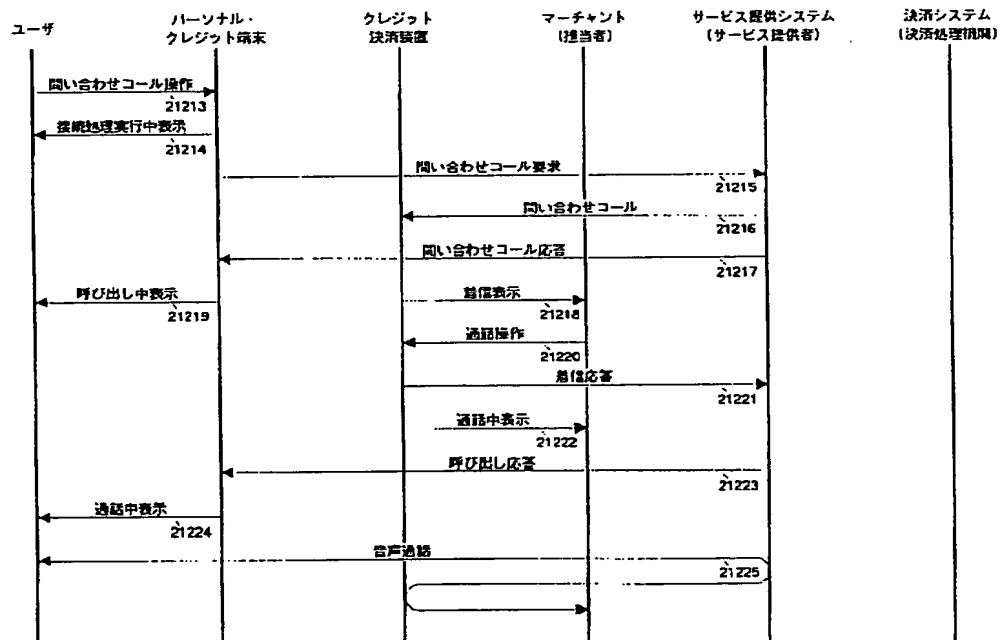 ユーザ
パーソナル・
クレジット端末
クレジット
決済装置
マーチャント
(担当者)
サービス提供システム
(サービス提供者)
決済システム
(決済処理機関)
問い合わせコール操作
21213
接続処理実行中表示
21214
問い合わせコール要求
21215
問い合わせコール
21216
問い合わせコール応答
21217
呼び出し中表示
21219
着信表示
21218
通話操作
21220
着信応答
21221
通話中表示
21222
呼び出し応答
21223
通話中表示
21224
音声通話
21225